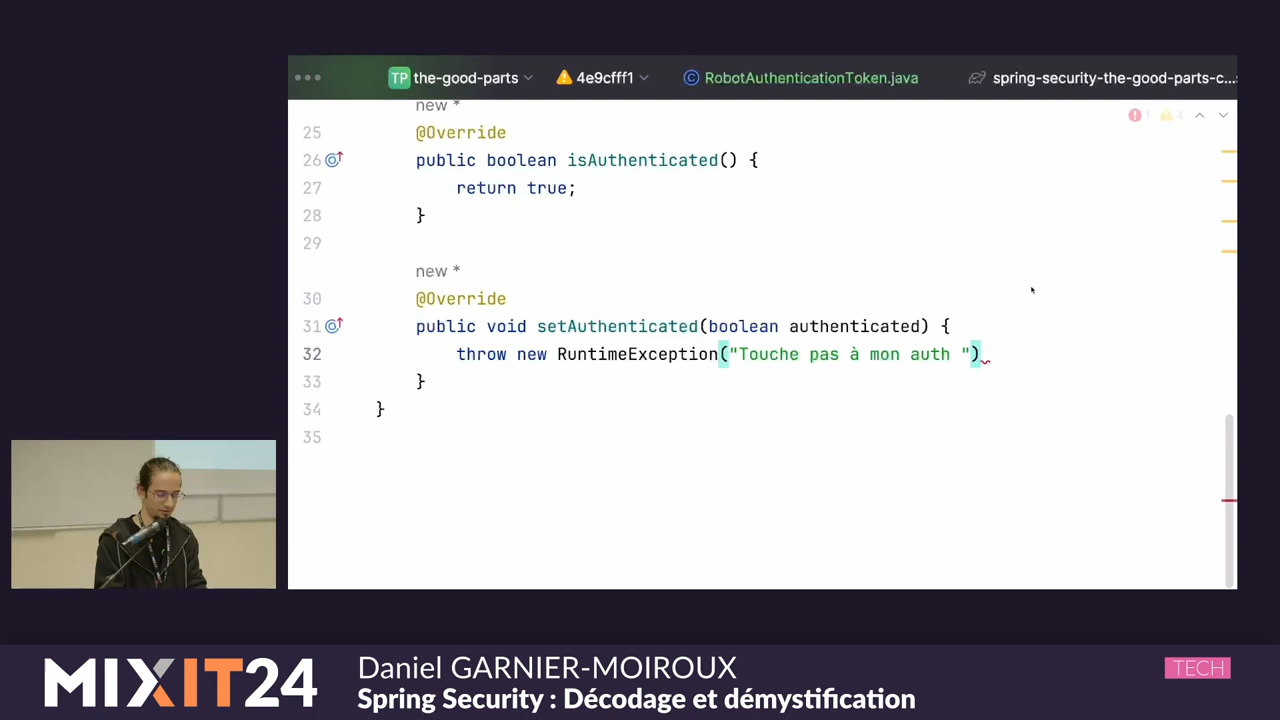 TP the-good-parts
4e9cfff1
RobotAuthenticationToken.java
spring-security-the-good-parts-c...
new *
1
4
25 @Override
26 public boolean isAuthenticated() {
27 return true;
28 }
29
new *
30 @Override
31 public void setAuthenticated(boolean authenticated) {
32 throw new RuntimeException("Touche pas à mon auth ")
33 }
34 }
35
MIXIT24
Daniel GARNIER-MOIROUX
TECH
Spring Security : Décodage et démystification